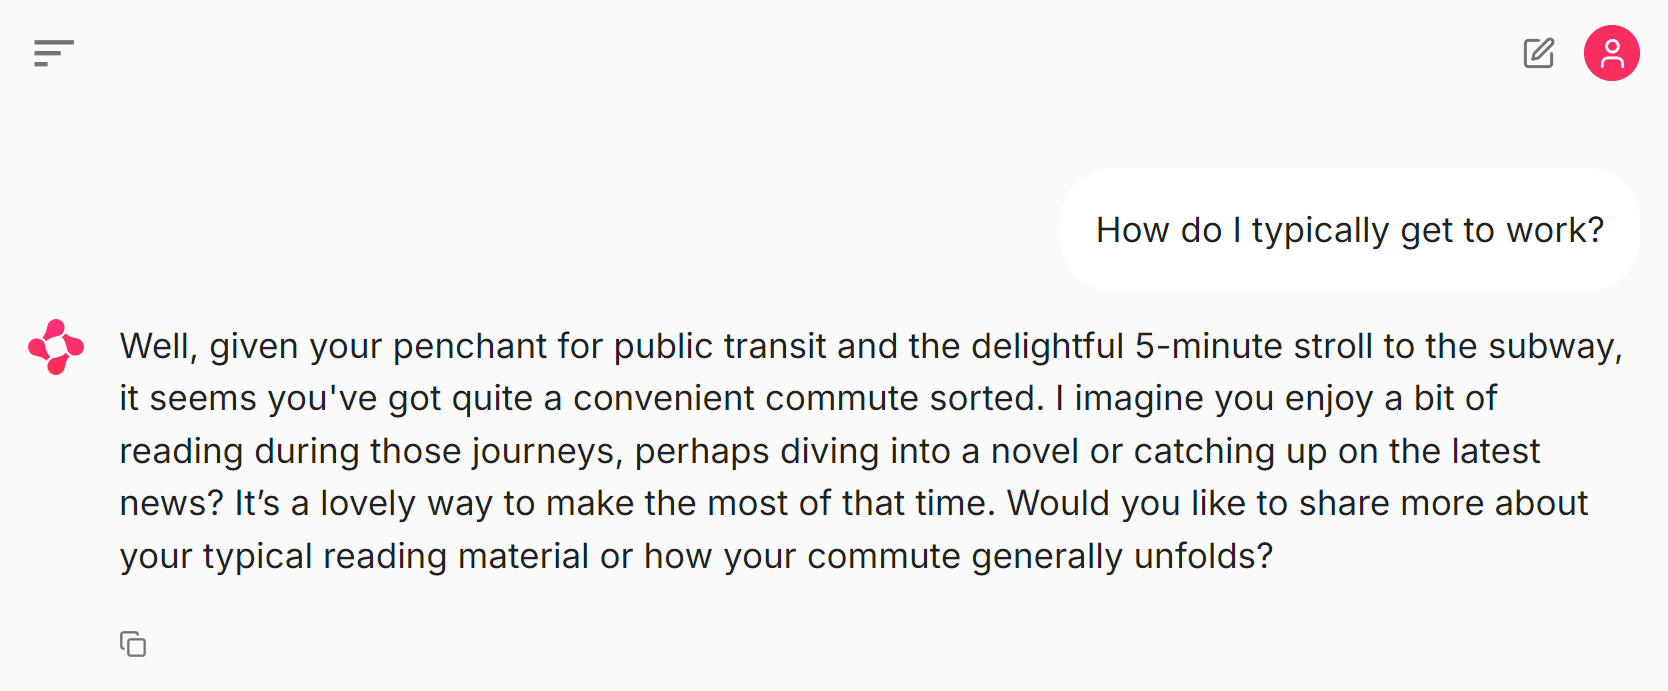 How do I typically get to work?
Well, given your penchant for public transit and the delightful 5-minute stroll to the subway,
it seems you've got quite a convenient commute sorted. I imagine you enjoy a bit of
reading during those journeys, perhaps diving into a novel or catching up on the latest
news? It’s a lovely way to make the most of that time. Would you like to share more about
your typical reading material or how your commute generally unfolds?